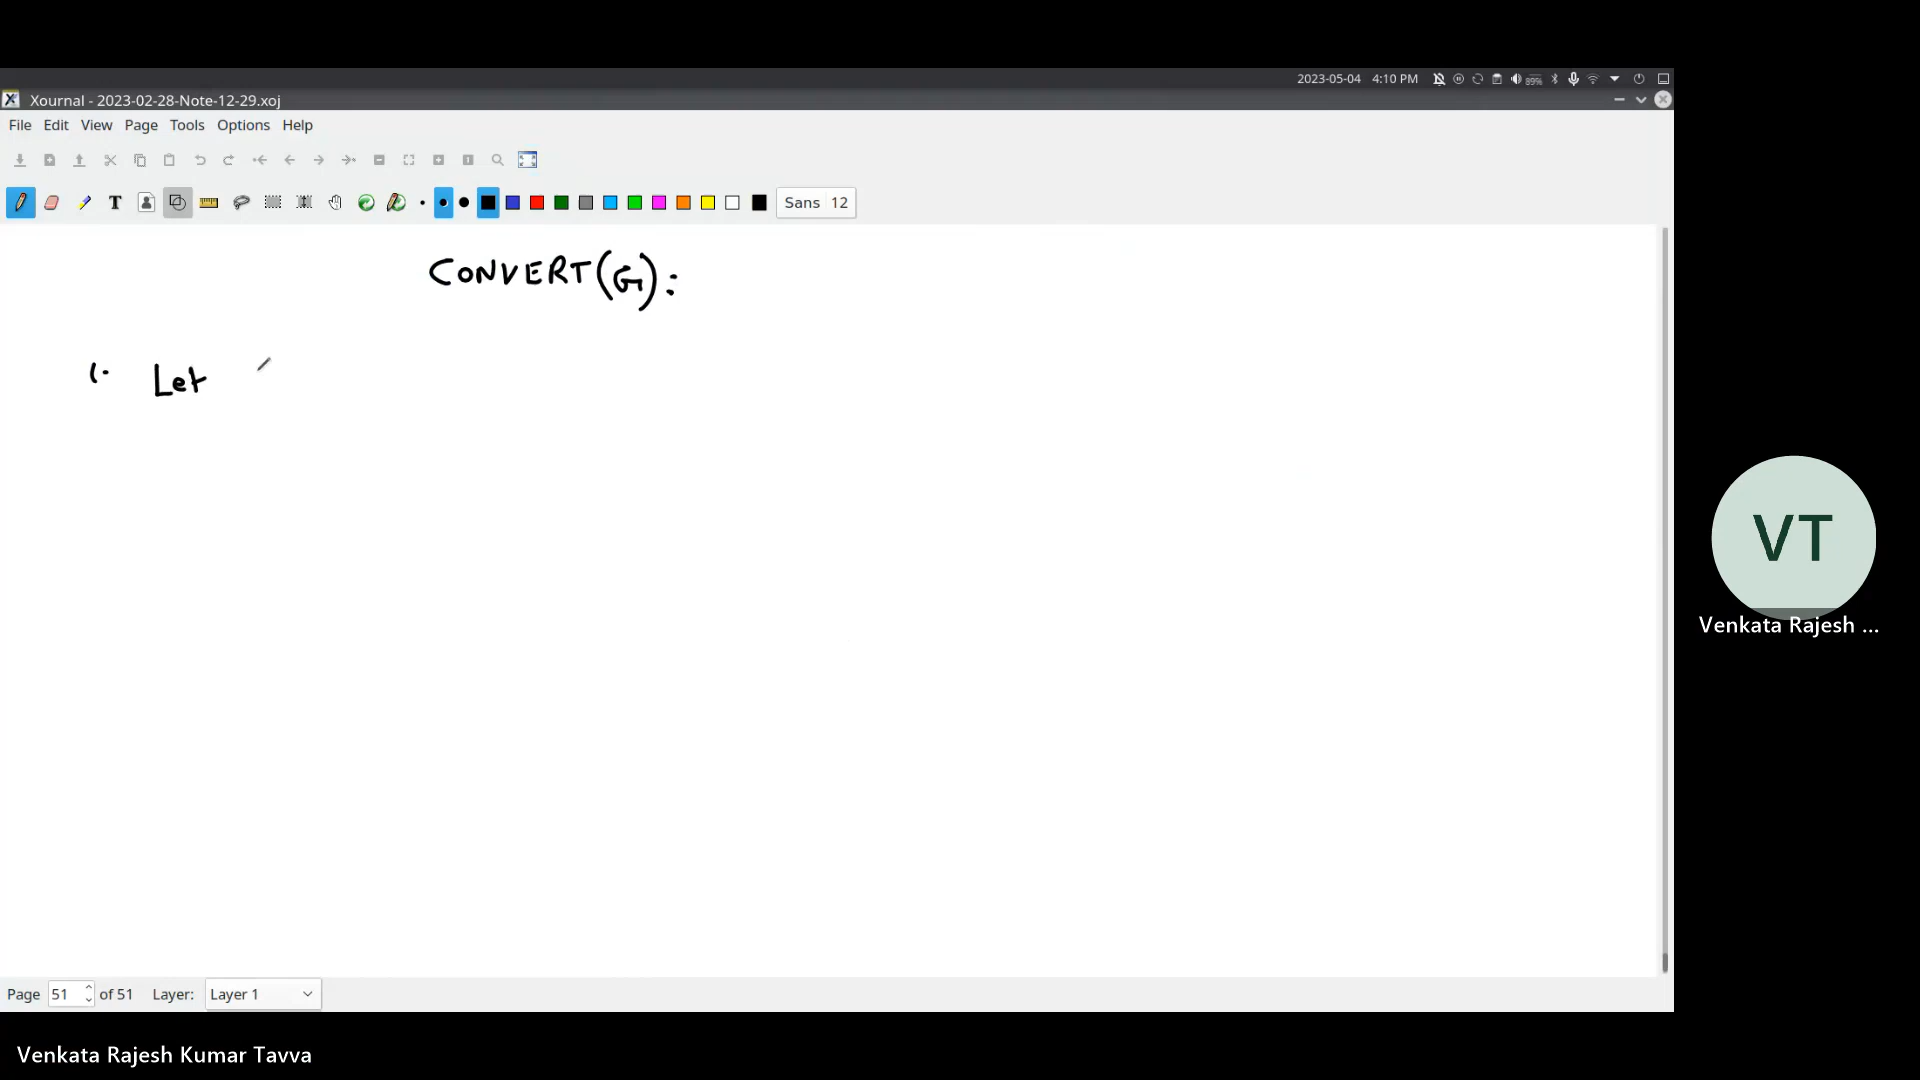 2023-05-04 4:10 PM 89%
Xournal - 2023-02-28-Note-12-29.xoj
File Edit View Page Tools Options Help
T Sans 12
CONVERT(G):
1. Let
VT
Venkata Rajesh ...
Page 51 of 51 Layer: Layer 1
Venkata Rajesh Kumar Tavva